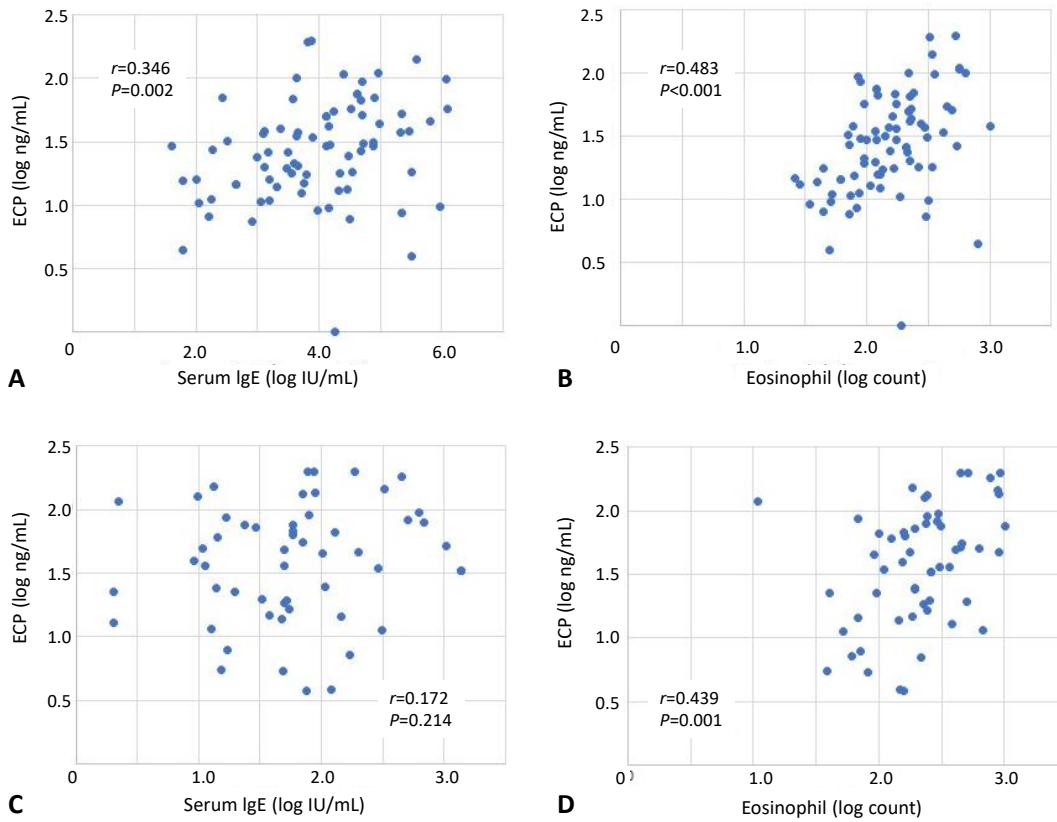 2.5
2.0
1.5
1.0
0.5
0
2.0
4.0
6.0
r=0.346
P=0.002
ECP (log ng/mL)
Serum IgE (log IU/mL)
A
2.5
2.0
1.5
1.0
0.5
0
1.0
2.0
3.0
r=0.483
P<0.001
ECP (log ng/mL)
Eosinophil (log count)
B
2.5
2.0
1.5
1.0
0.5
0
1.0
2.0
3.0
r=0.172
P=0.214
ECP (log ng/mL)
Serum IgE (log IU/mL)
C
2.5
2.0
1.5
1.0
0.5
0
1.0
2.0
3.0
r=0.439
P=0.001
ECP (log ng/mL)
Eosinophil (log count)
D